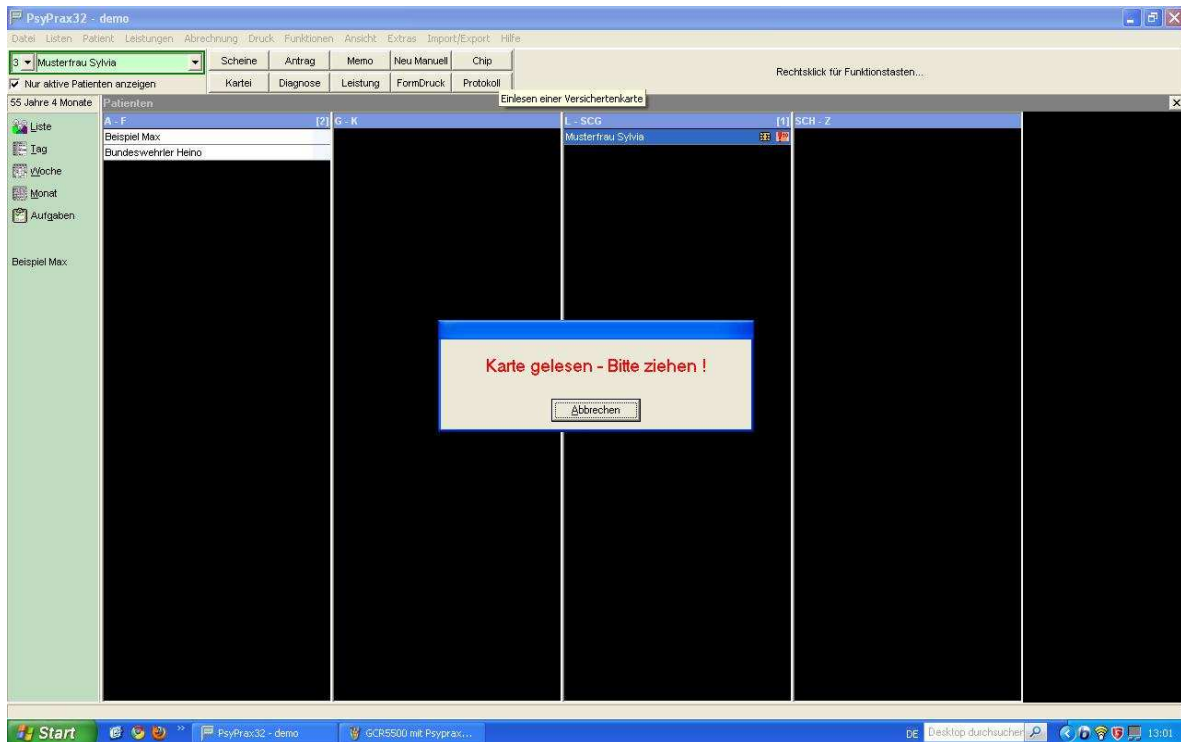 PsyPrax32 - demo
Datei Listen Patient Leistungen Abrechnung Druck Funktionen Ansicht Extras Import/Export Hilfe
3 Musterfrau Sylvia
Scheine Antrag Memo Neu Manuell Chip
Rechtsklick für Funktionstasten...
Nur aktive Patienten anzeigen
Kartei Diagnose Leistung FormDruck Protokoll
Einlesen einer Versichertenkarte
55 Jahre 4 Monate
Patienten
A - F [2] G - K L - SCG [1] SCH - Z
Liste
Beispiel Max
Musterfrau Sylvia
Tag
Bundeswehrler Heino
Woche
Monat
Aufgaben
Beispiel Max
Karte gelesen - Bitte ziehen !
Abbrechen
Start
PsyPrax32 - demo
GCR5500 mit Psyprax...
DE
Desktop durchsuchen
13:01